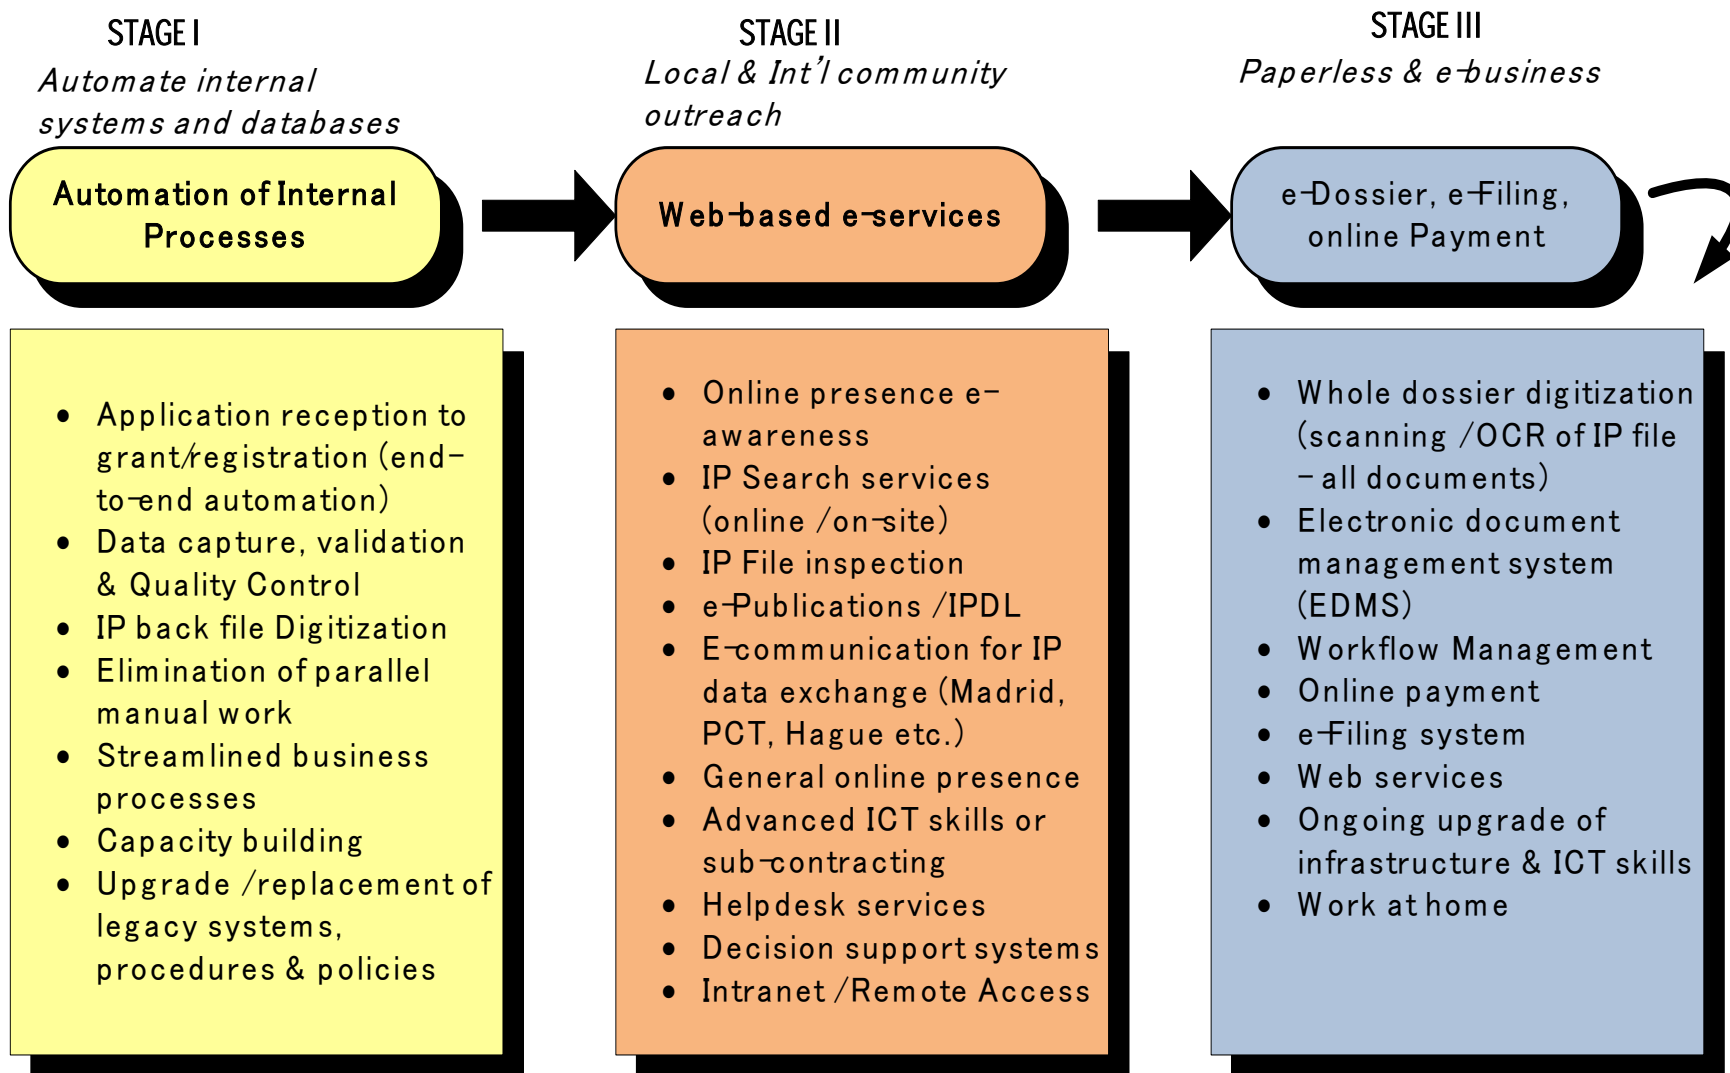 STAGE I
Automate internal
systems and databases
Automation of Internal
Processes
• Application reception to
grant/registration (end-
to-end automation)
• Data capture, validation
& Quality Control
• IP back file Digitization
• Elimination of parallel
manual work
• Streamlined business
processes
• Capacity building
• Upgrade /replacement of
legacy systems,
procedures & policies
STAGE II
Local & Int'l community
outreach
Web-based e-services
• Online presence e-
awareness
• IP Search services
(online /on-site)
• IP File inspection
• e-Publications /IPDL
• E-communication for IP
data exchange (Madrid,
PCT, Hague etc.)
• General online presence
• Advanced ICT skills or
sub-contracting
• Helpdesk services
• Decision support systems
• Intranet /Remote Access
STAGE III
Paperless & e-business
e-Dossier, e-Filing,
online Payment
• Whole dossier digitization
(scanning /OCR of IP file
- all documents)
• Electronic document
management system
(EDMS)
• Workflow Management
• Online payment
• e-Filing system
• Web services
• Ongoing upgrade of
infrastructure & ICT skills
• Work at home